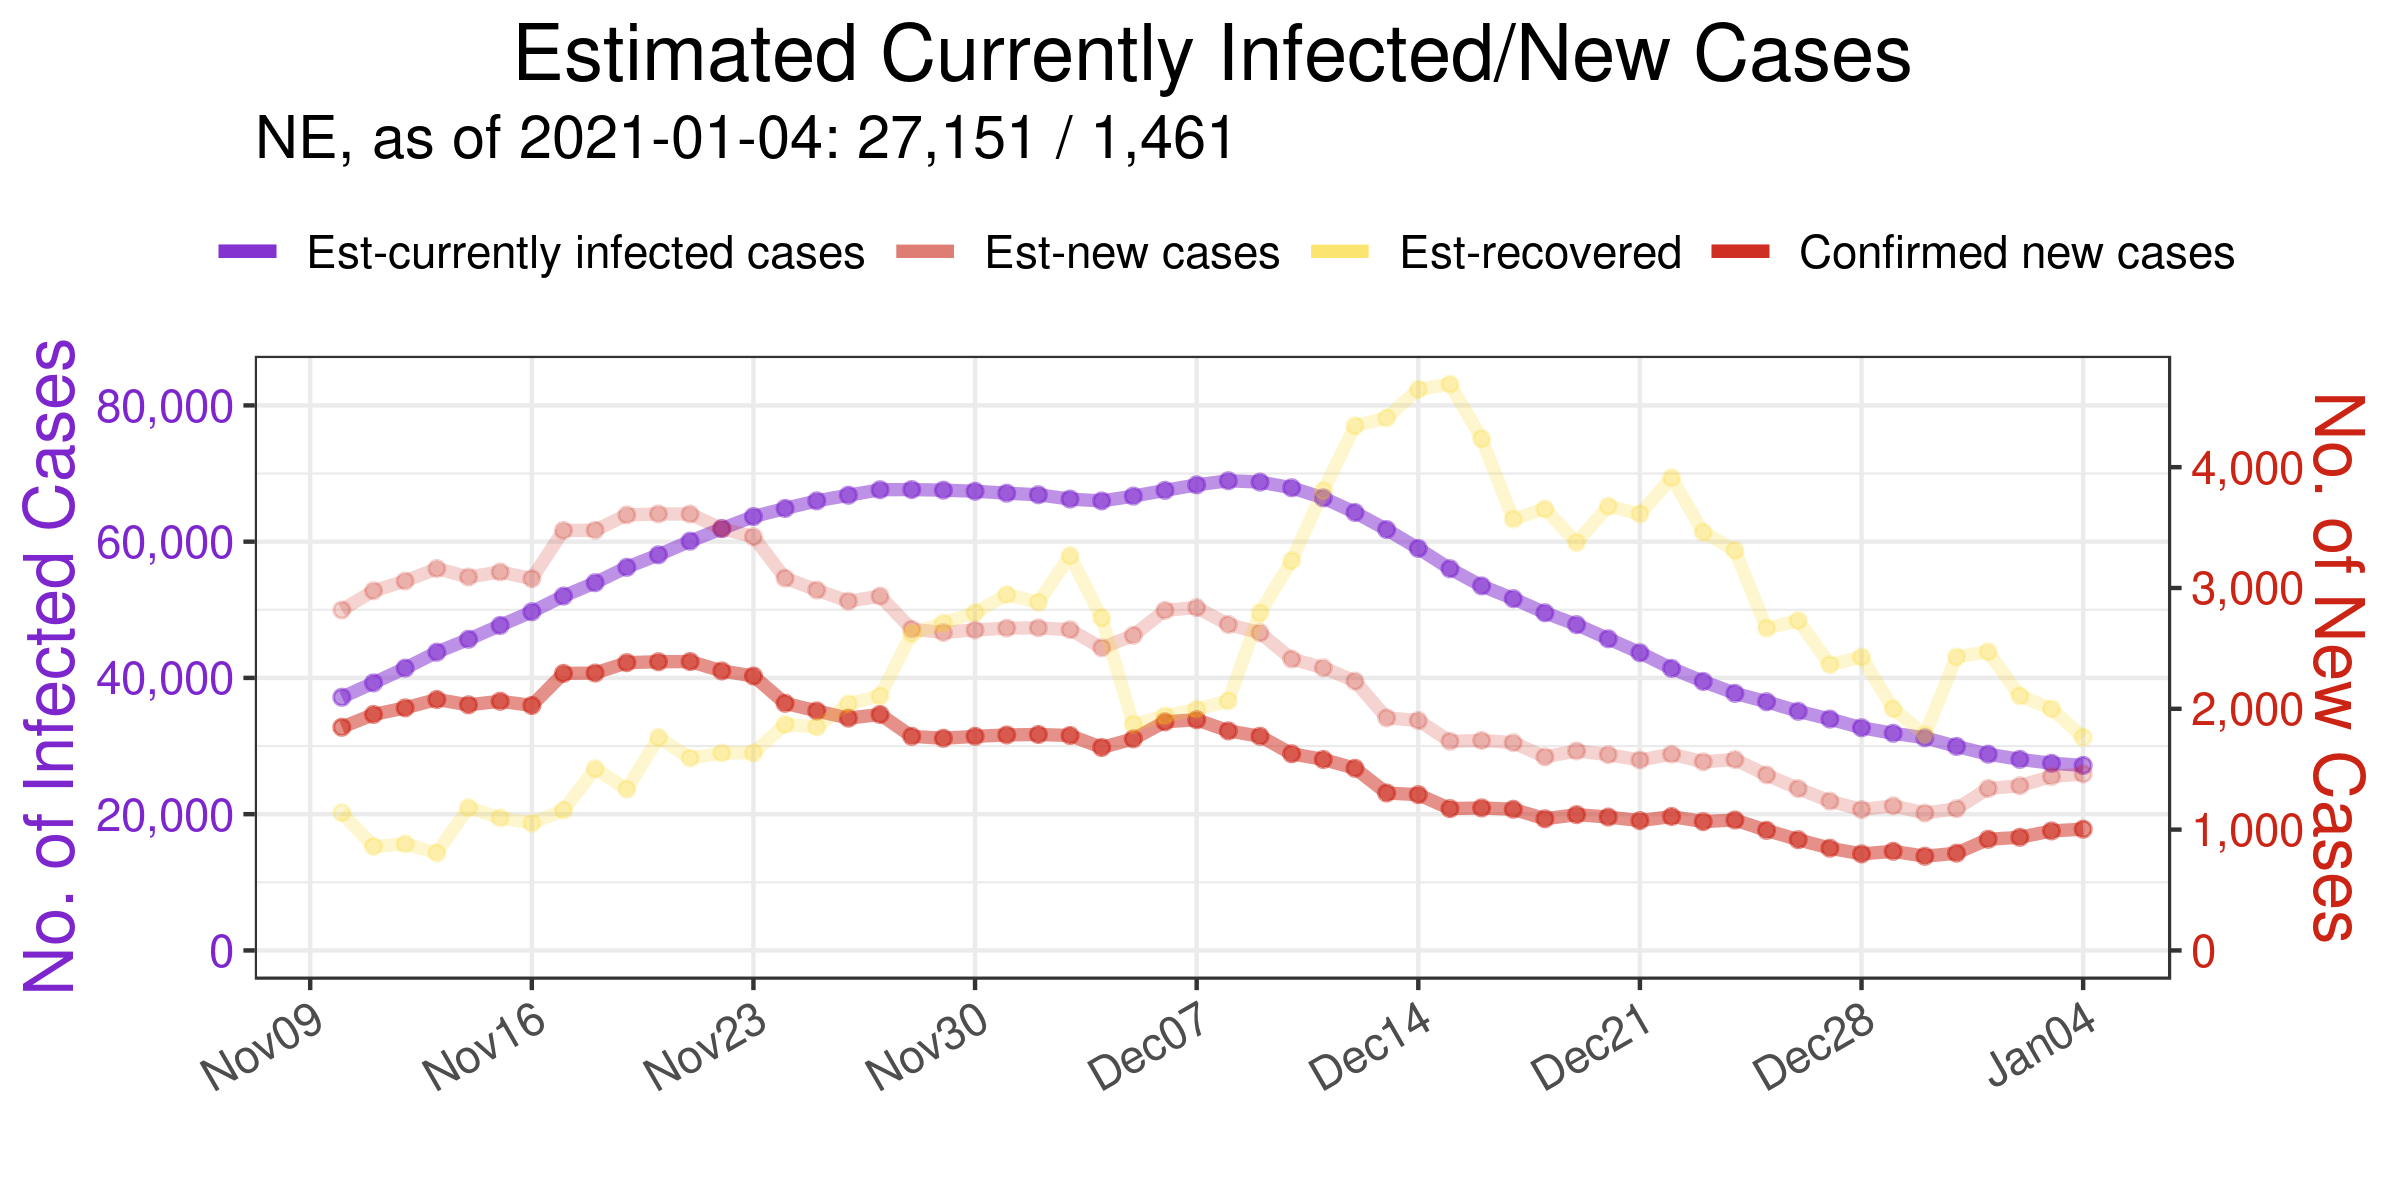 Estimated Currently Infected/New Cases
NE, as of 2021-01-04: 27,151 / 1,461
Est-currently infected cases Est-new cases Est-recovered Confirmed new cases
No. of Infected Cases
80,000
60,000
40,000
20,000
0
4,000
3,000
2,000
1,000
0
No. of New Cases
Nov09 Nov16 Nov23 Nov30 Dec07 Dec14 Dec21 Dec28 Jan04